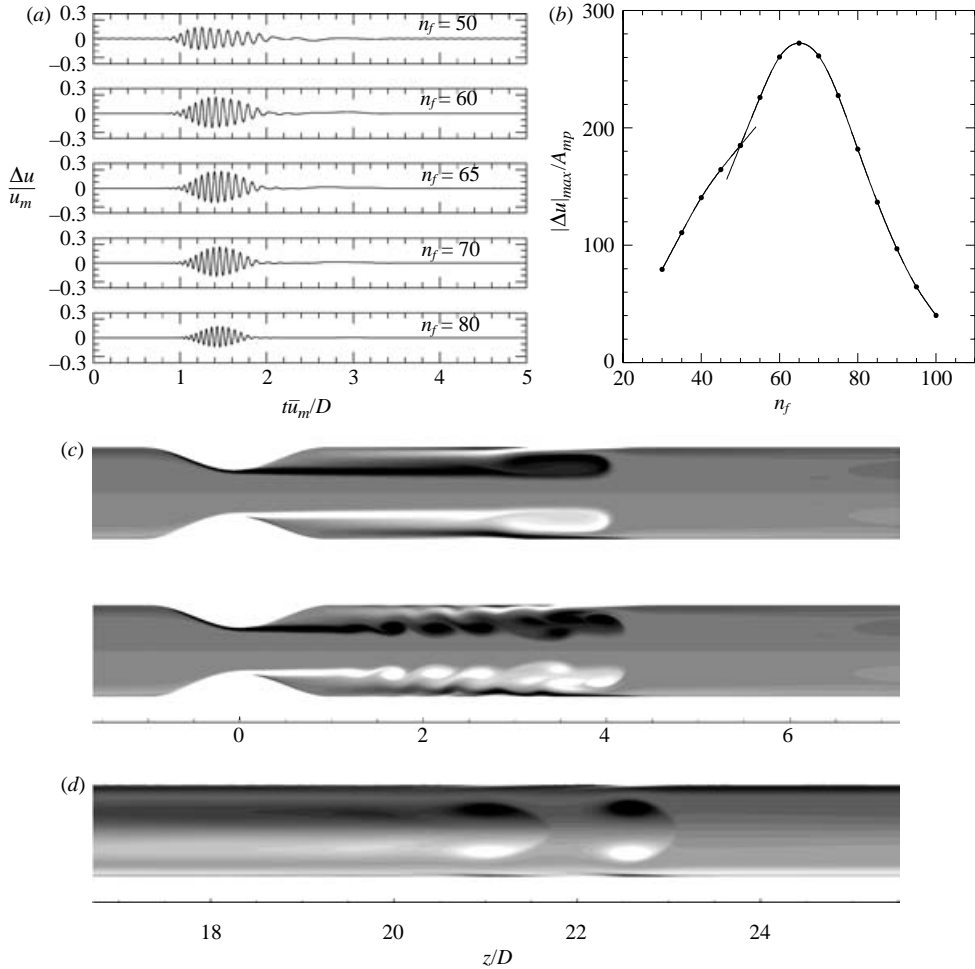 (a)
0.3
0
–0.3
n_f = 50
0.3
0
–0.3
n_f = 60
Δu
u_m
0.3
0
–0.3
n_f = 65
0.3
0
–0.3
n_f = 70
0.3
0
–0.3
n_f = 80
0 1 2 3 4 5
tū_m/D
(b)
300
200
100
0
|Δu|_max/A_mp
20 40 60 80 100
n_f
(c)
0 2 4 6
(d)
18 20 22 24
z/D